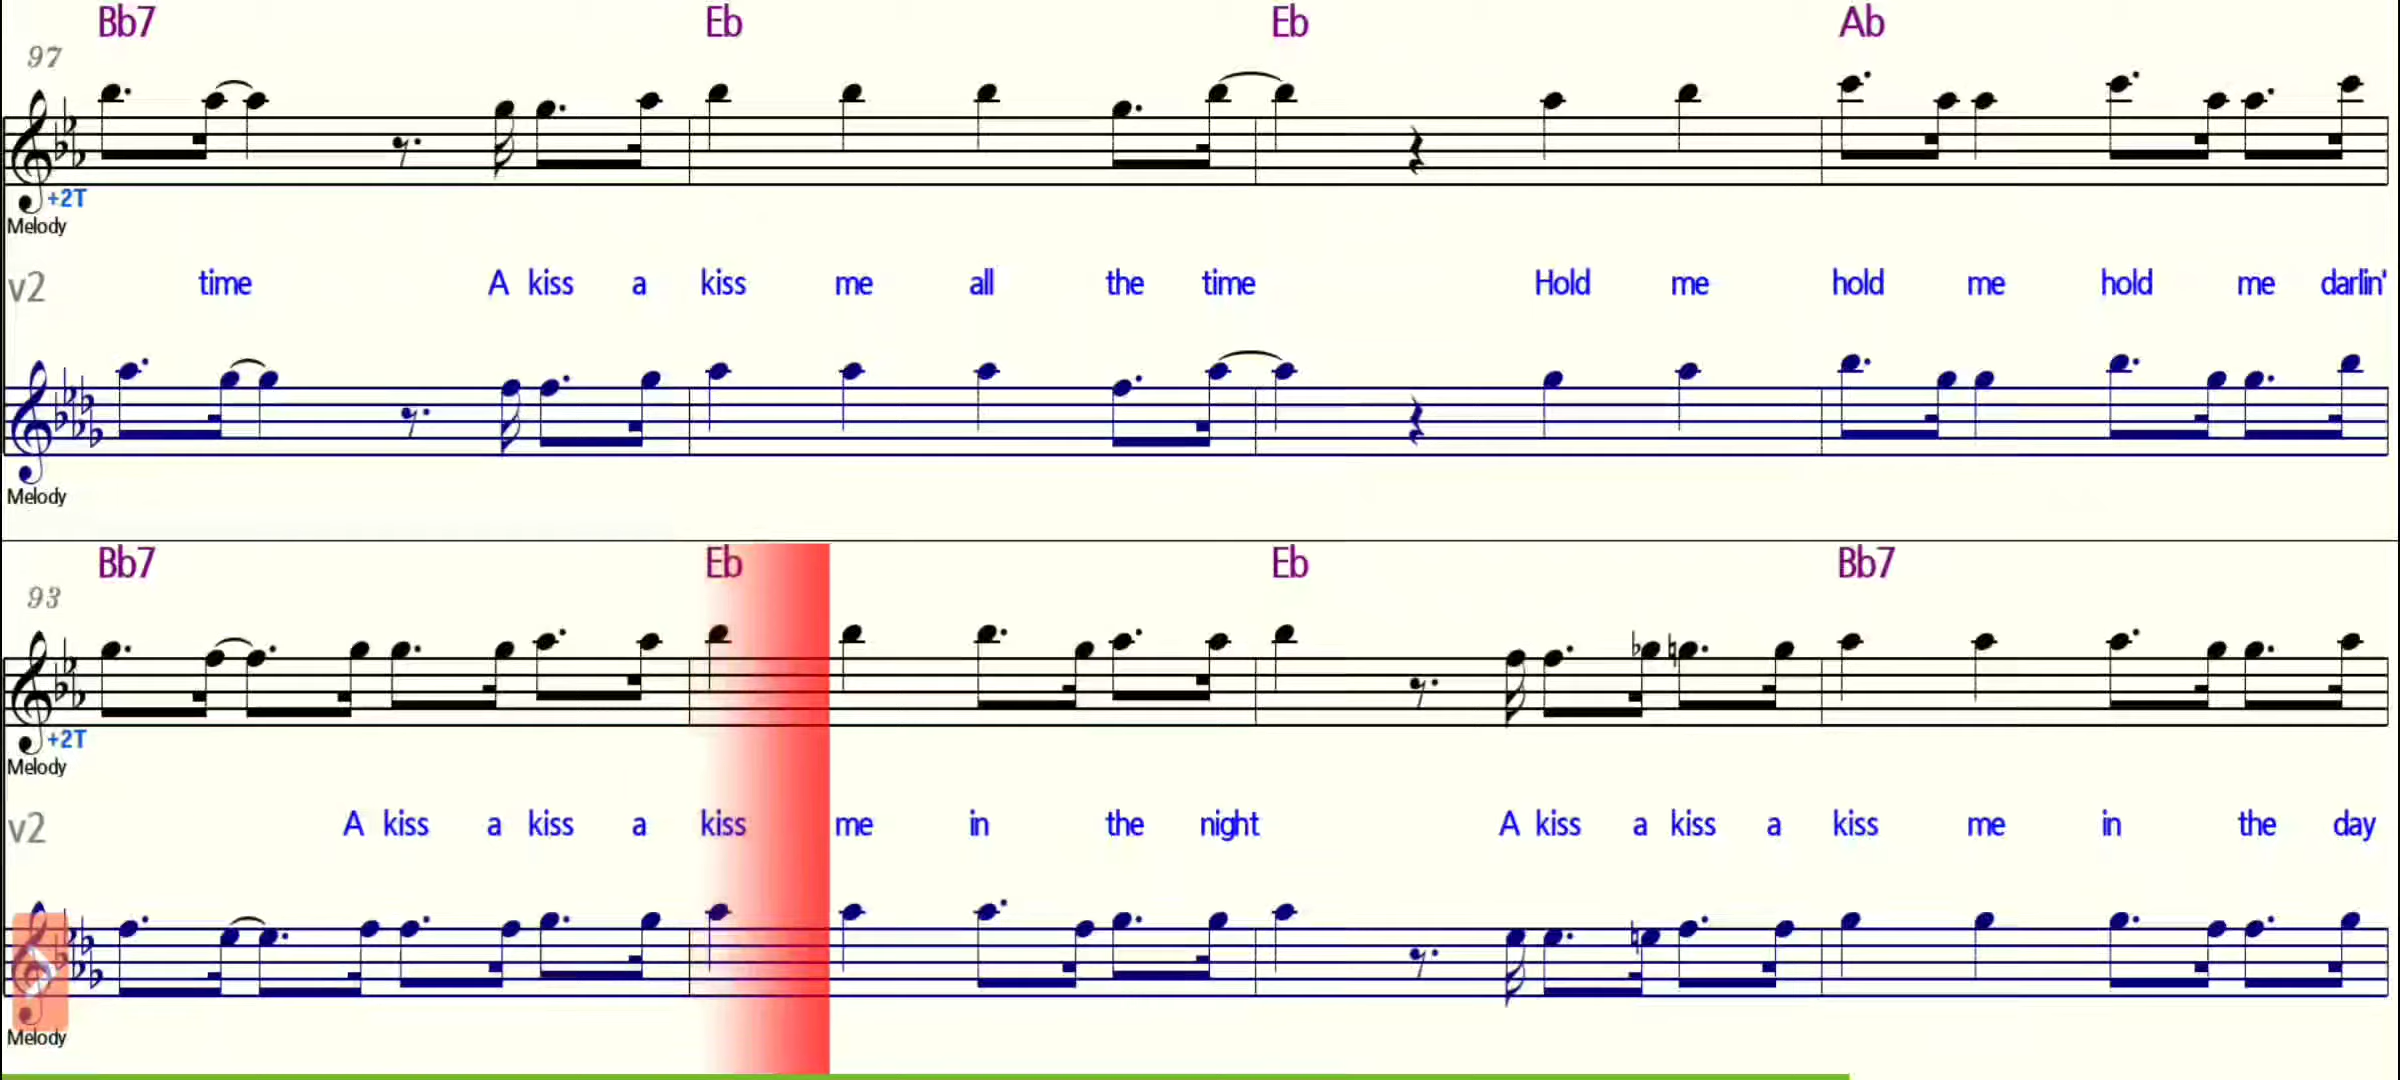 Bb7 Eb Eb Ab
97
+2T
Melody
v2 time A kiss a kiss me all the time Hold me hold me hold me darlin'
Melody
Bb7 Eb Eb Bb7
93
+2T
Melody
v2 A kiss a kiss a kiss me in the night A kiss a kiss a kiss me in the day
Melody